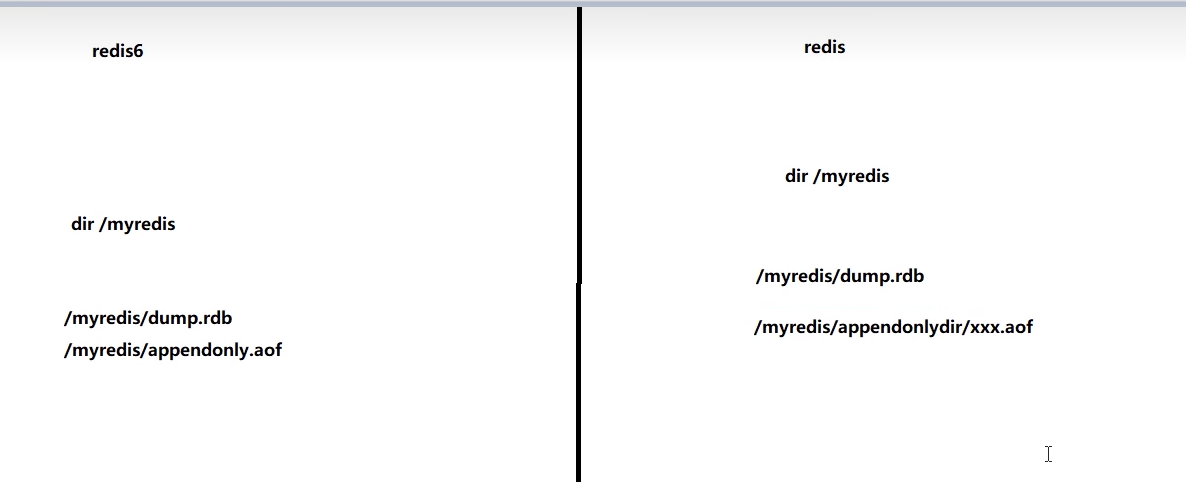 redis6
dir /myredis
/myredis/dump.rdb
/myredis/appendonly.aof
redis
dir /myredis
/myredis/dump.rdb
/myredis/appendonlydir/xxx.aof